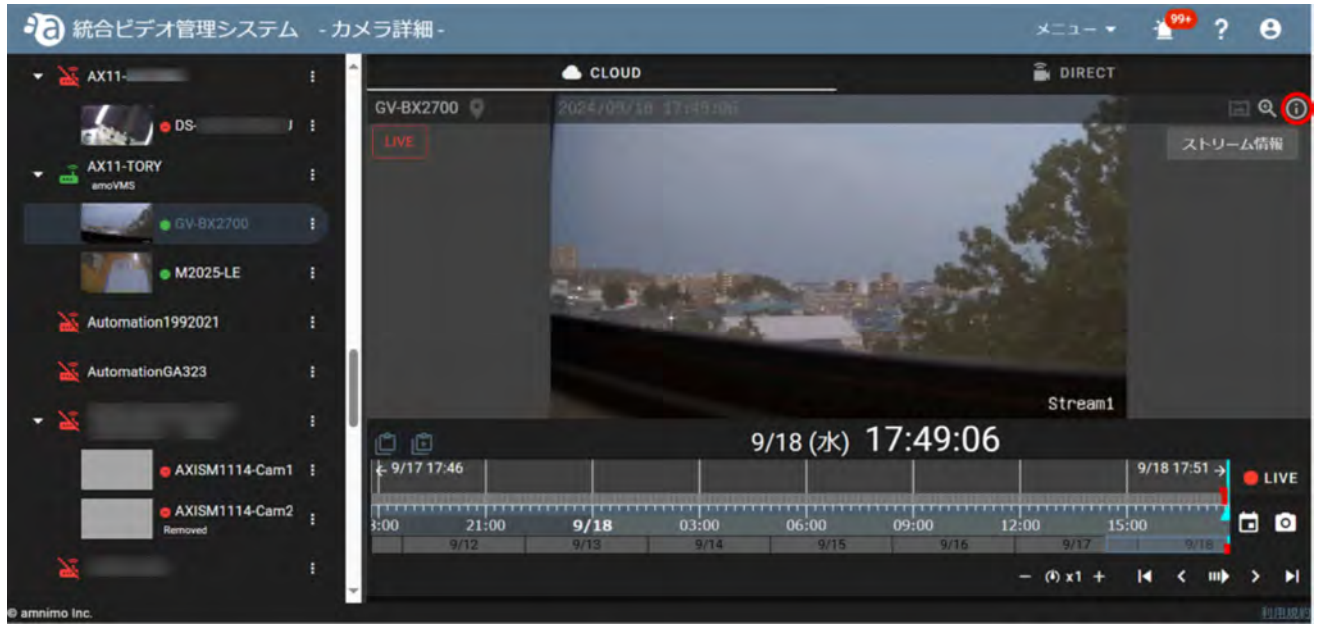 統合ビデオ管理システム - カメラ詳細 -
メニュー
99+
?
AX11-
CLOUD
DIRECT
GV-BX2700
2024/09/18 17:49:06
DS-
LIVE
ストリーム情報
AX11-TORY
amoVMS
GV-BX2700
M2025-LE
Automation1992021
AutomationGA323
Stream1
9/18 (水) 17:49:06
← 9/17 17:46
9/18 17:51 →
LIVE
AXISM1114-Cam1
AXISM1114-Cam2
Removed
3:00 21:00 9/18 03:00 06:00 09:00 12:00 15:00
9/12 9/13 9/14 9/15 9/16 9/17 9/18
− x1 +
© amnimo Inc.
利用規約